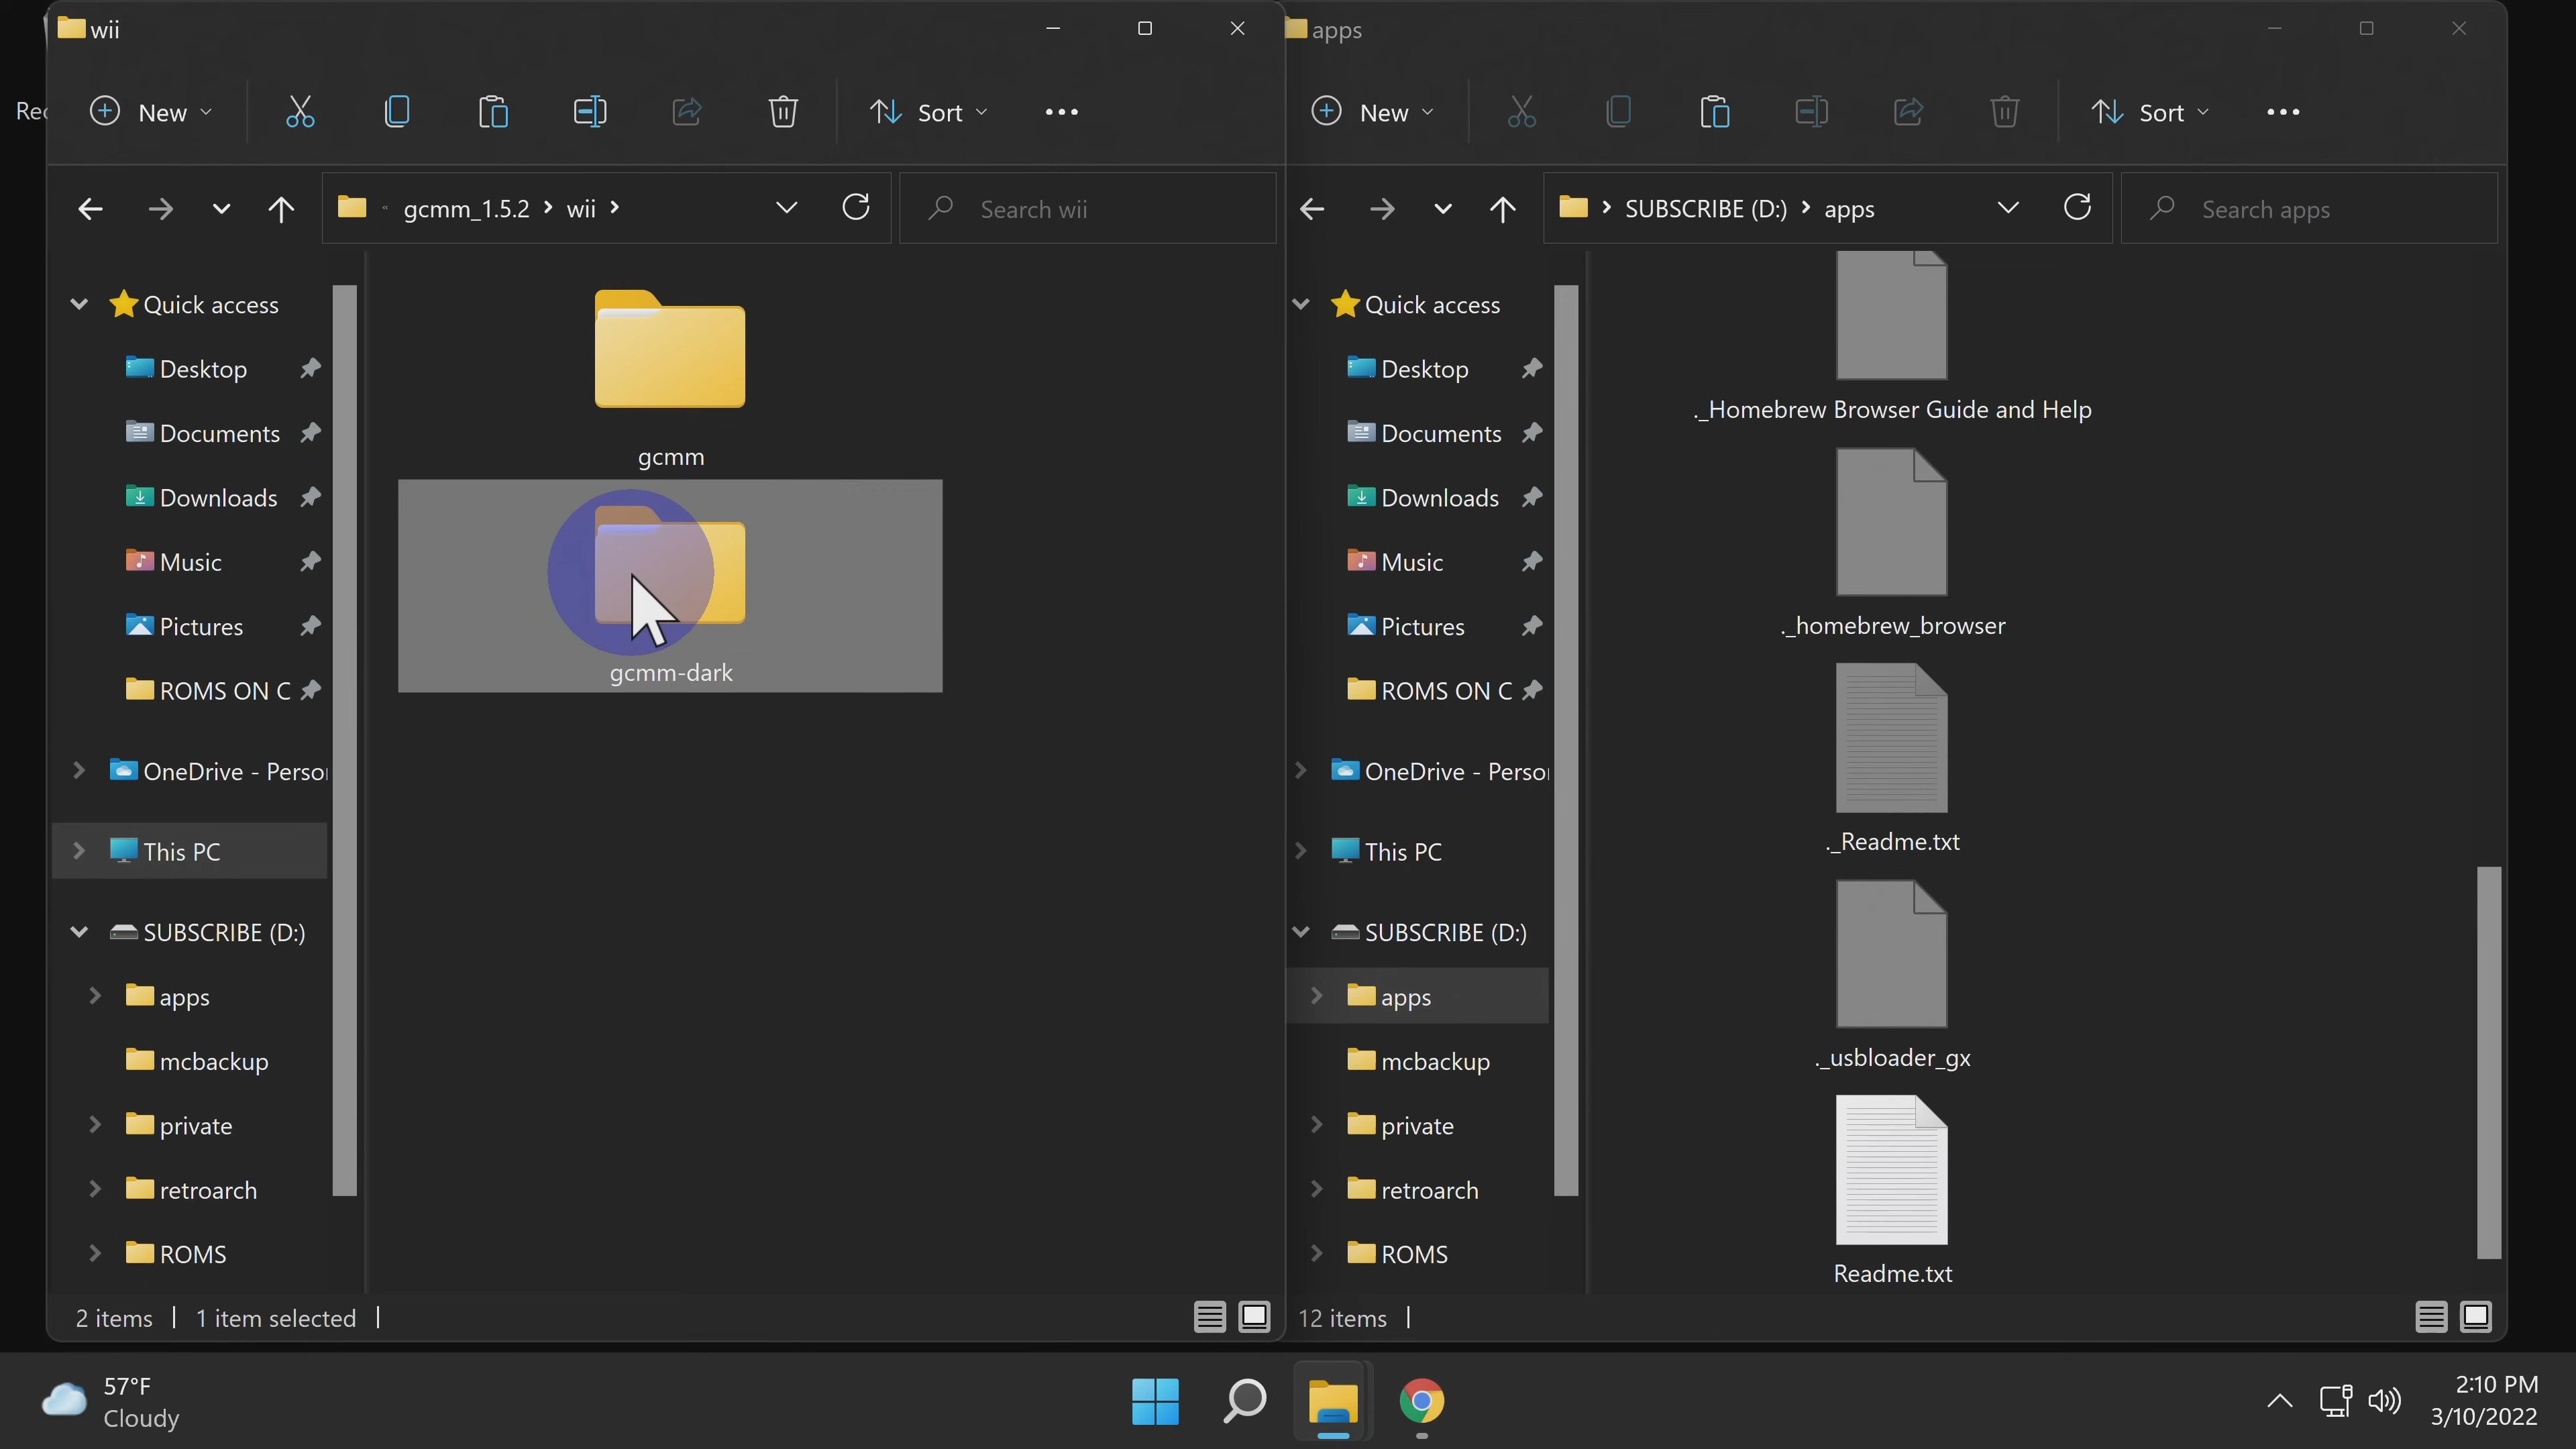 wii
Rec
New
Sort
gcmm_1.5.2
wii
Search wii
Quick access
Desktop
Documents
Downloads
Music
Pictures
ROMS ON C
OneDrive - Person
This PC
SUBSCRIBE (D:)
apps
mcbackup
private
retroarch
ROMS
gcmm
gcmm-dark
2 items
1 item selected
apps
New
Sort
SUBSCRIBE (D:)
apps
Search apps
Quick access
Desktop
Documents
Downloads
Music
Pictures
ROMS ON C
OneDrive - Person
This PC
SUBSCRIBE (D:)
apps
mcbackup
private
retroarch
ROMS
._Homebrew Browser Guide and Help
._homebrew_browser
._Readme.txt
._usbloader_gx
Readme.txt
12 items
57°F
Cloudy
2:10 PM
3/10/2022